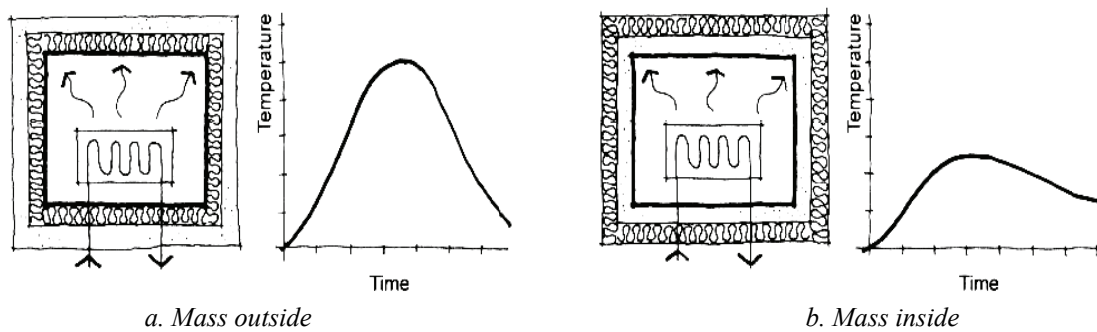 Temperature
Time
Temperature
Time
a. Mass outside
b. Mass inside